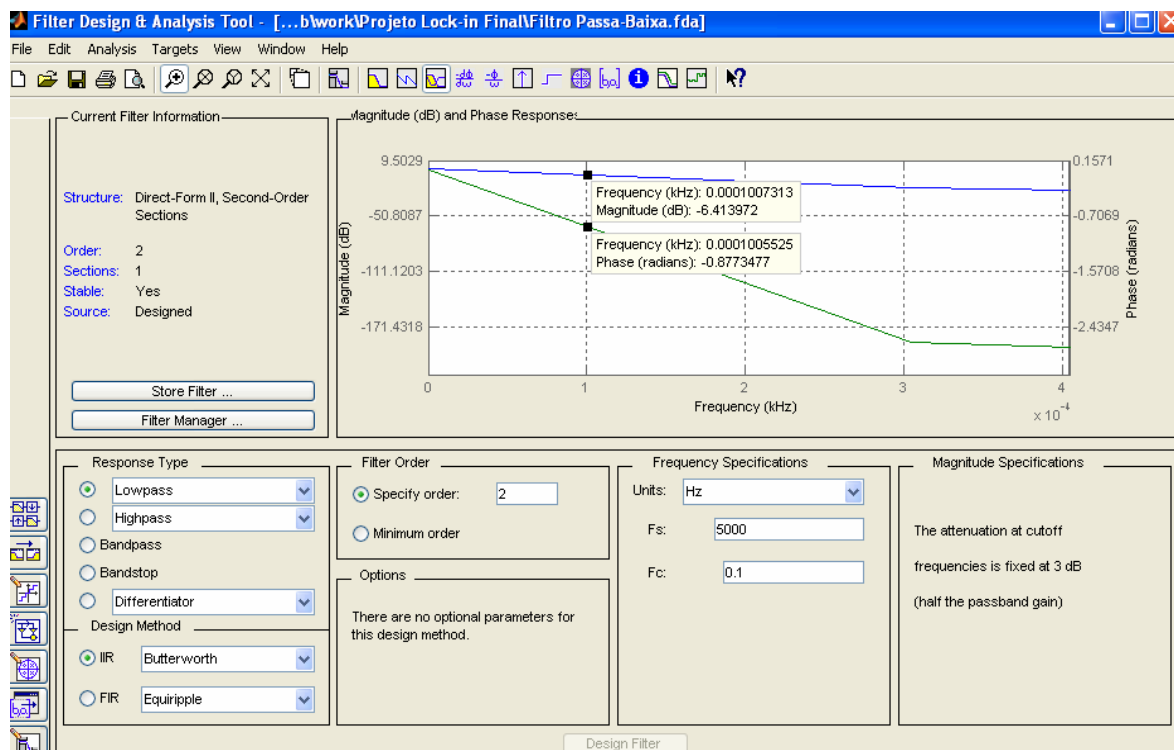 Filter Design & Analysis Tool - [...b\work\Projeto Lock-in Final\Filtro Passa-Baixa.fda]
File Edit Analysis Targets View Window Help
Current Filter Information
Structure: Direct-Form II, Second-Order
Sections
Order: 2
Sections: 1
Stable: Yes
Source: Designed
Store Filter ...
Filter Manager ...
Magnitude (dB) and Phase Responses
9.5029
-50.8087
-111.1203
-171.4318
Magnitude (dB)
Frequency (kHz): 0.0001007313
Magnitude (dB): -6.413972
Frequency (kHz): 0.0001005525
Phase (radians): -0.8773477
0.1571
-0.7069
-1.5708
-2.4347
Phase (radians)
0 1 2 3 4
Frequency (kHz)
x 10-4
Response Type
Lowpass
Highpass
Bandpass
Bandstop
Differentiator
Design Method
IIR Butterworth
FIR Equiripple
Filter Order
Specify order: 2
Minimum order
Options
There are no optional parameters for
this design method.
Frequency Specifications
Units: Hz
Fs: 5000
Fc: 0.1
Magnitude Specifications
The attenuation at cutoff
frequencies is fixed at 3 dB
(half the passband gain)
Design Filter